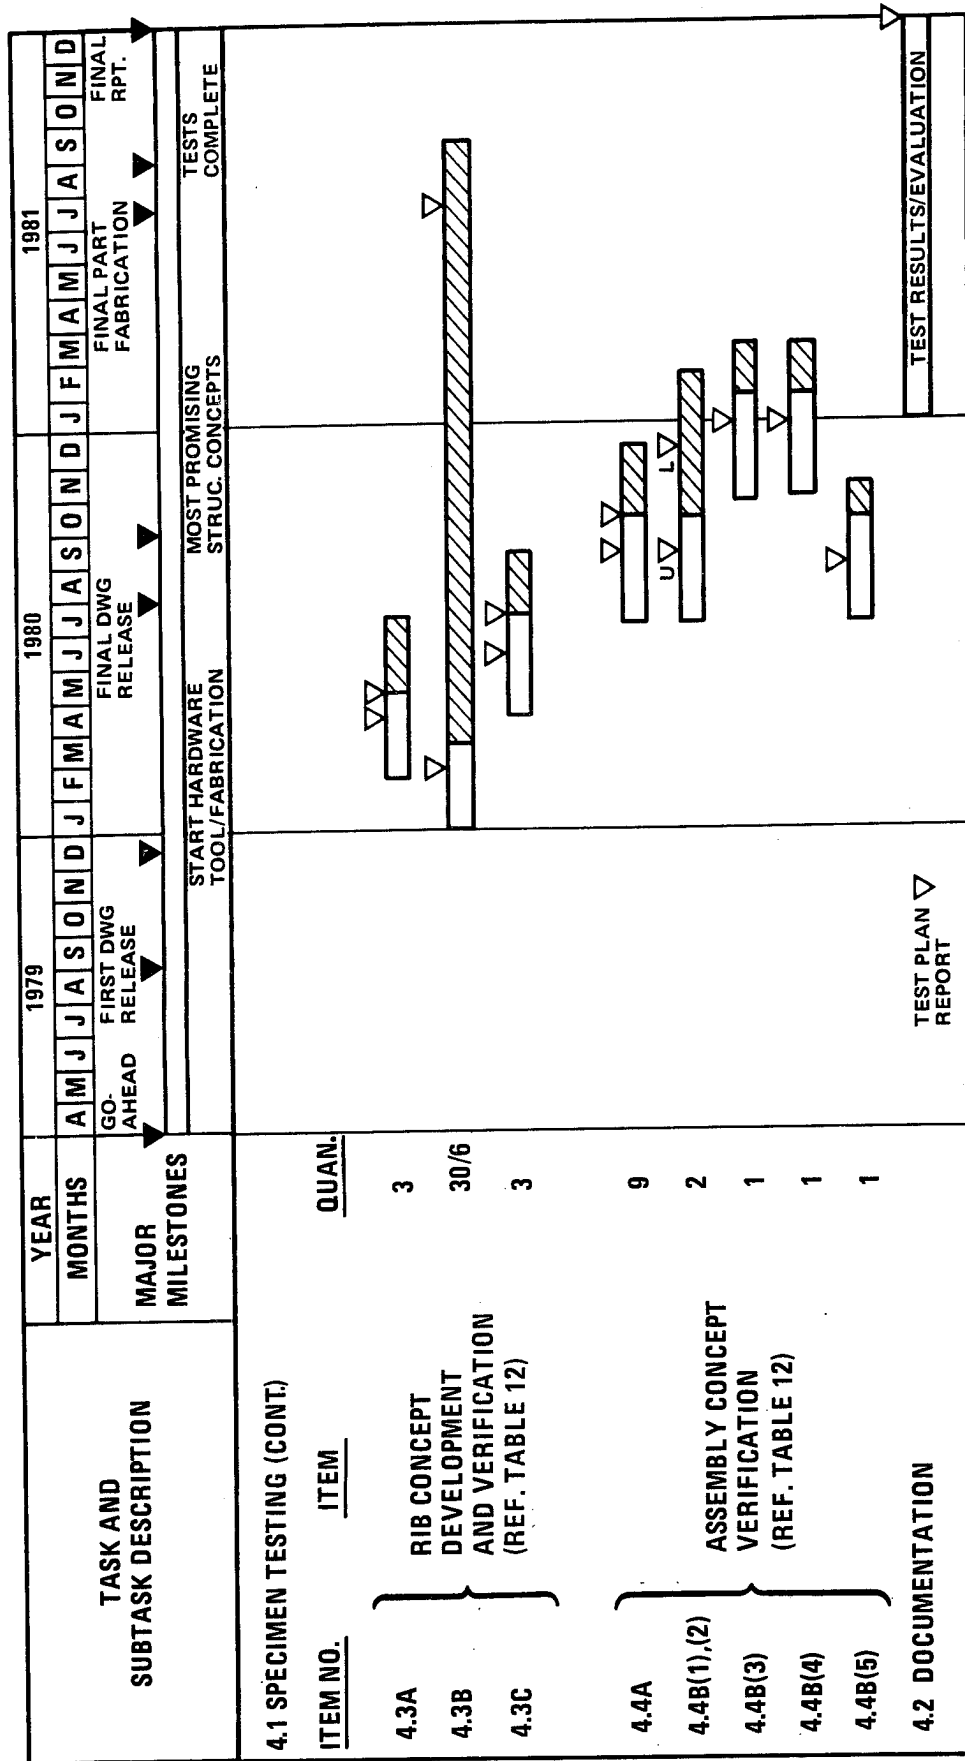 TASK AND
SUBTASK DESCRIPTION
YEAR
1979
1980
1981
MONTHS
A M J J A S O N D J F M A M J J A S O N D J F M A M J J A S O N D
MAJOR
MILESTONES
GO-
AHEAD
FIRST DWG
RELEASE
FINAL DWG
RELEASE
FINAL PART
FABRICATION
FINAL
RPT.
START HARDWARE
TOOL/FABRICATION
MOST PROMISING
STRUC. CONCEPTS
TESTS
COMPLETE
4.1 SPECIMEN TESTING (CONT.)
ITEM NO.
ITEM
QUAN.
4.3A
3
4.3B
30/6
4.3C
3
RIB CONCEPT
DEVELOPMENT
AND VERIFICATION
(REF. TABLE 12)
4.4A
9
4.4B(1),(2)
2
U
L
4.4B(3)
1
4.4B(4)
1
4.4B(5)
1
ASSEMBLY CONCEPT
VERIFICATION
(REF. TABLE 12)
4.2 DOCUMENTATION
TEST PLAN
REPORT
TEST RESULTS/EVALUATION